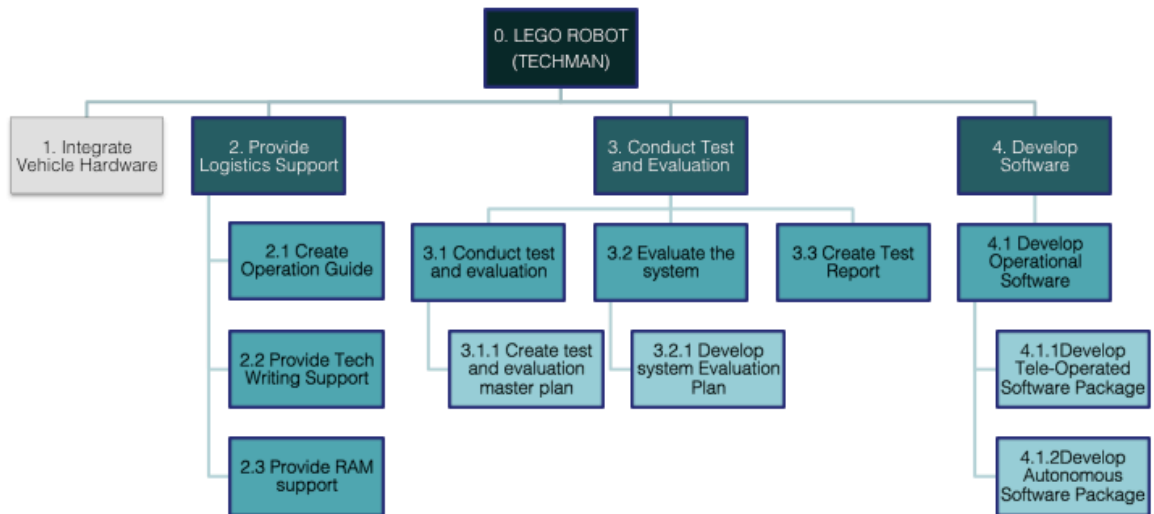 0. LEGO ROBOT
(TECHMAN)
1. Integrate
Vehicle Hardware
2. Provide
Logistics Support
3. Conduct Test
and Evaluation
4. Develop
Software
2.1 Create
Operation Guide
3.1 Conduct test
and evaluation
3.2 Evaluate the
system
3.3 Create Test
Report
4.1 Develop
Operational
Software
2.2 Provide Tech
Writing Support
3.1.1 Create test
and evaluation
master plan
3.2.1 Develop
system Evaluation
Plan
4.1.1Develop
Tele-Operated
Software Package
2.3 Provide RAM
support
4.1.2Develop
Autonomous
Software Package